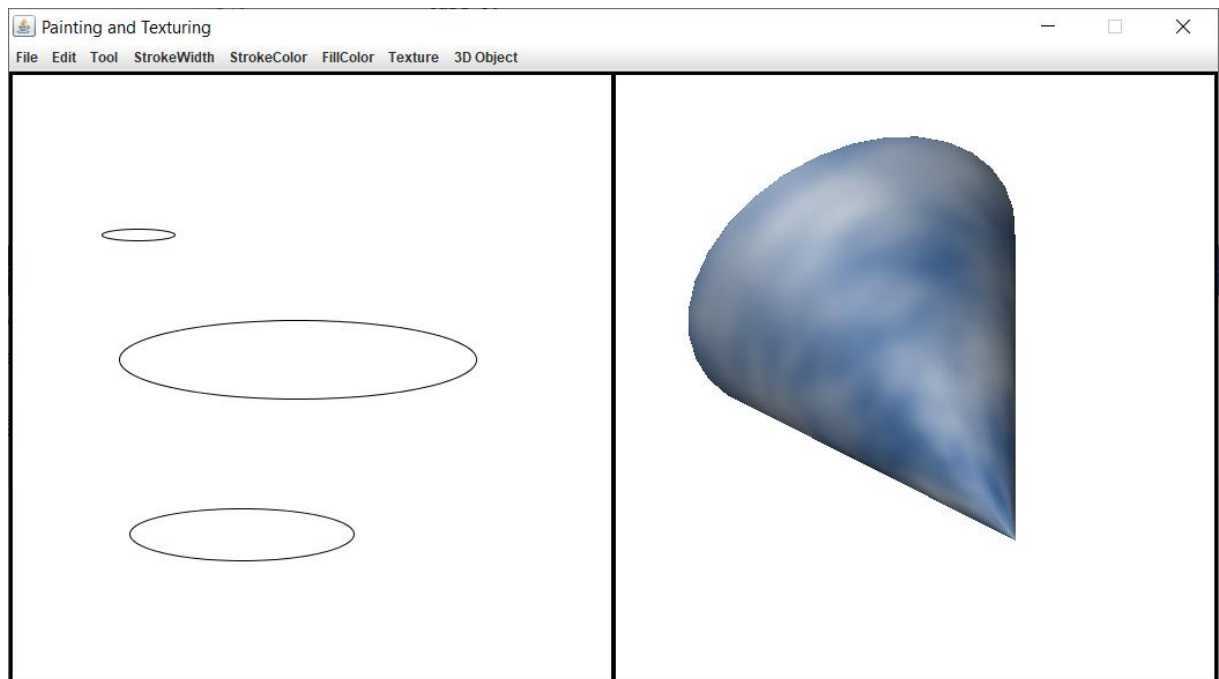 Painting and Texturing
File Edit Tool StrokeWidth StrokeColor FillColor Texture 3D Object